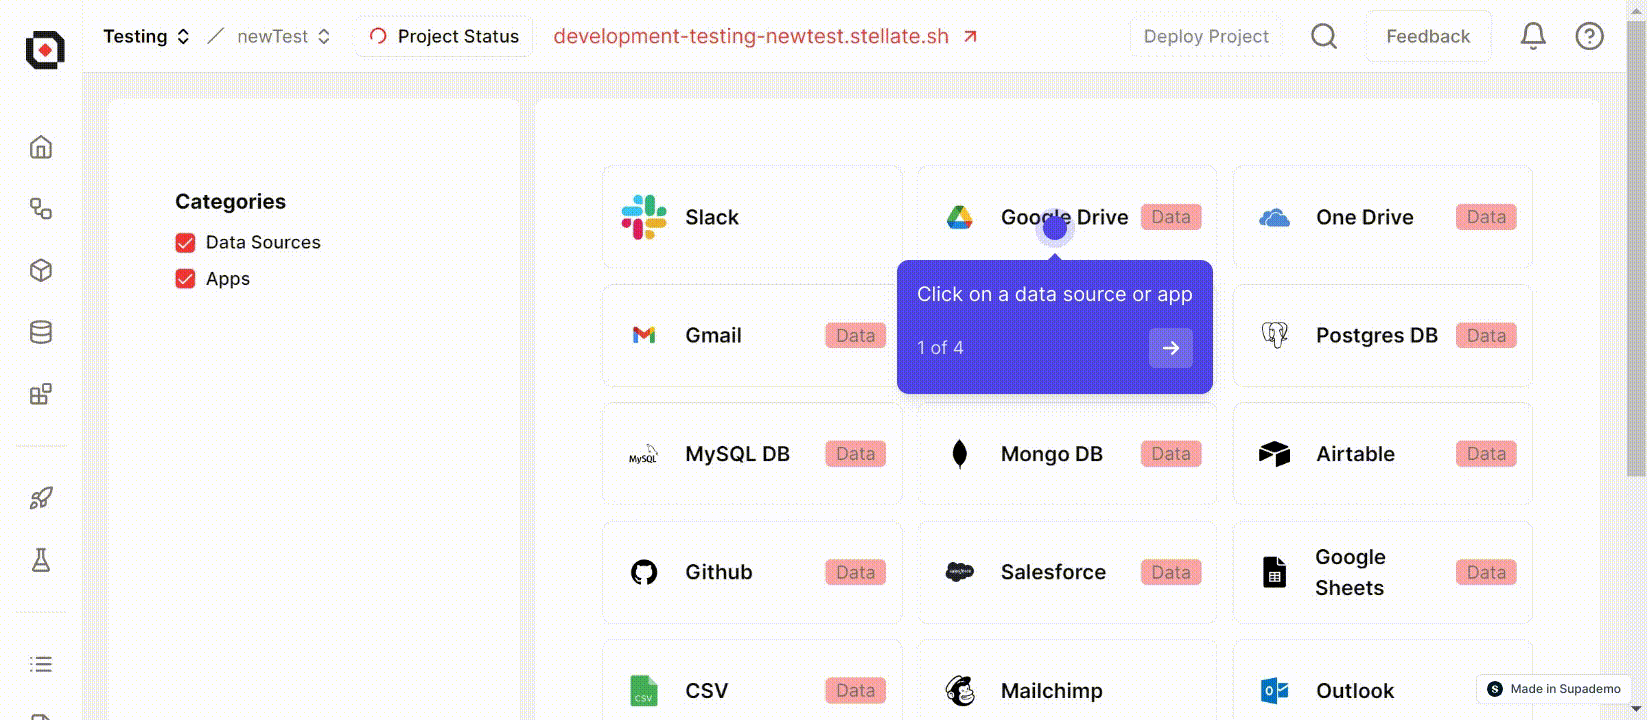 Testing
newTest
Project Status
development-testing-newtest.stellate.sh
Deploy Project
Feedback
Categories
Data Sources
Apps
Slack
Google Drive
Data
One Drive
Data
Click on a data source or app
1 of 4
Gmail
Data
Postgres DB
Data
MySQL
MySQL DB
Data
Mongo DB
Data
Airtable
Data
Github
Data
Salesforce
Data
Google
Sheets
Data
CSV
CSV
Data
Mailchimp
Outlook
Made in Supademo